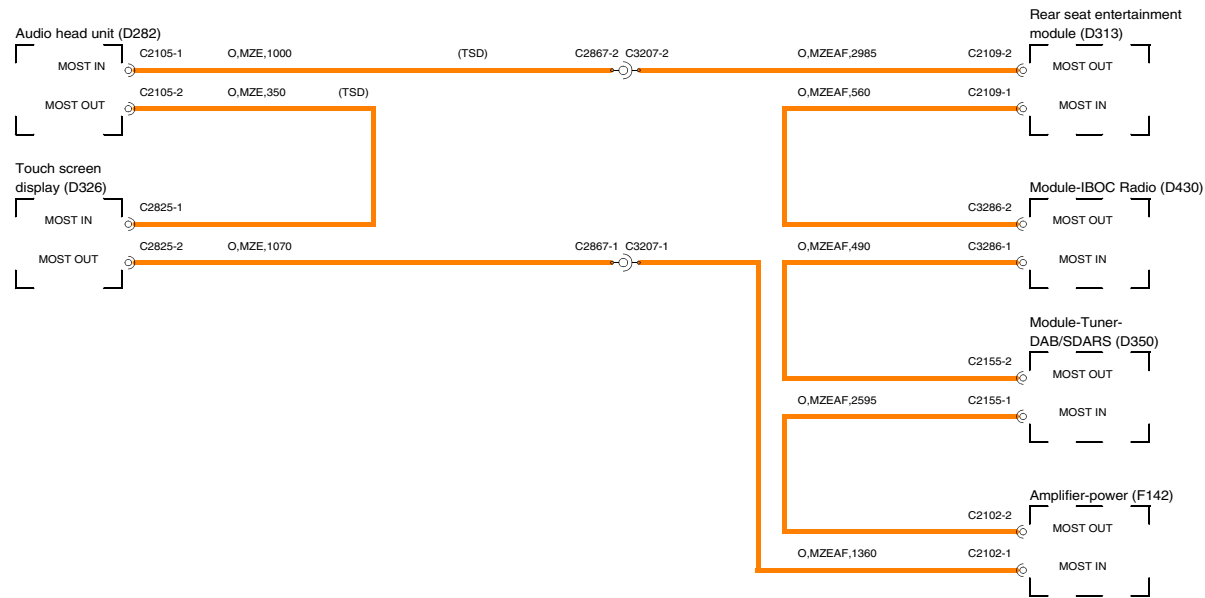 Rear seat entertainment
module (D313)
Audio head unit (D282)
C2105-1 O,MZE,1000 (TSD) C2867-2 C3207-2 O,MZEAF,2985 C2109-2
MOST IN MOST OUT
C2105-2 O,MZE,350 (TSD) O,MZEAF,560 C2109-1
MOST OUT MOST IN
Touch screen
display (D326)
Module-IBOC Radio (D430)
C2825-1 C3286-2
MOST IN MOST OUT
C2825-2 O,MZE,1070 C2867-1 C3207-1 O,MZEAF,490 C3286-1
MOST OUT MOST IN
Module-Tuner-
DAB/SDARS (D350)
C2155-2
MOST OUT
O,MZEAF,2595 C2155-1
MOST IN
Amplifier-power (F142)
C2102-2
MOST OUT
O,MZEAF,1360 C2102-1
MOST IN